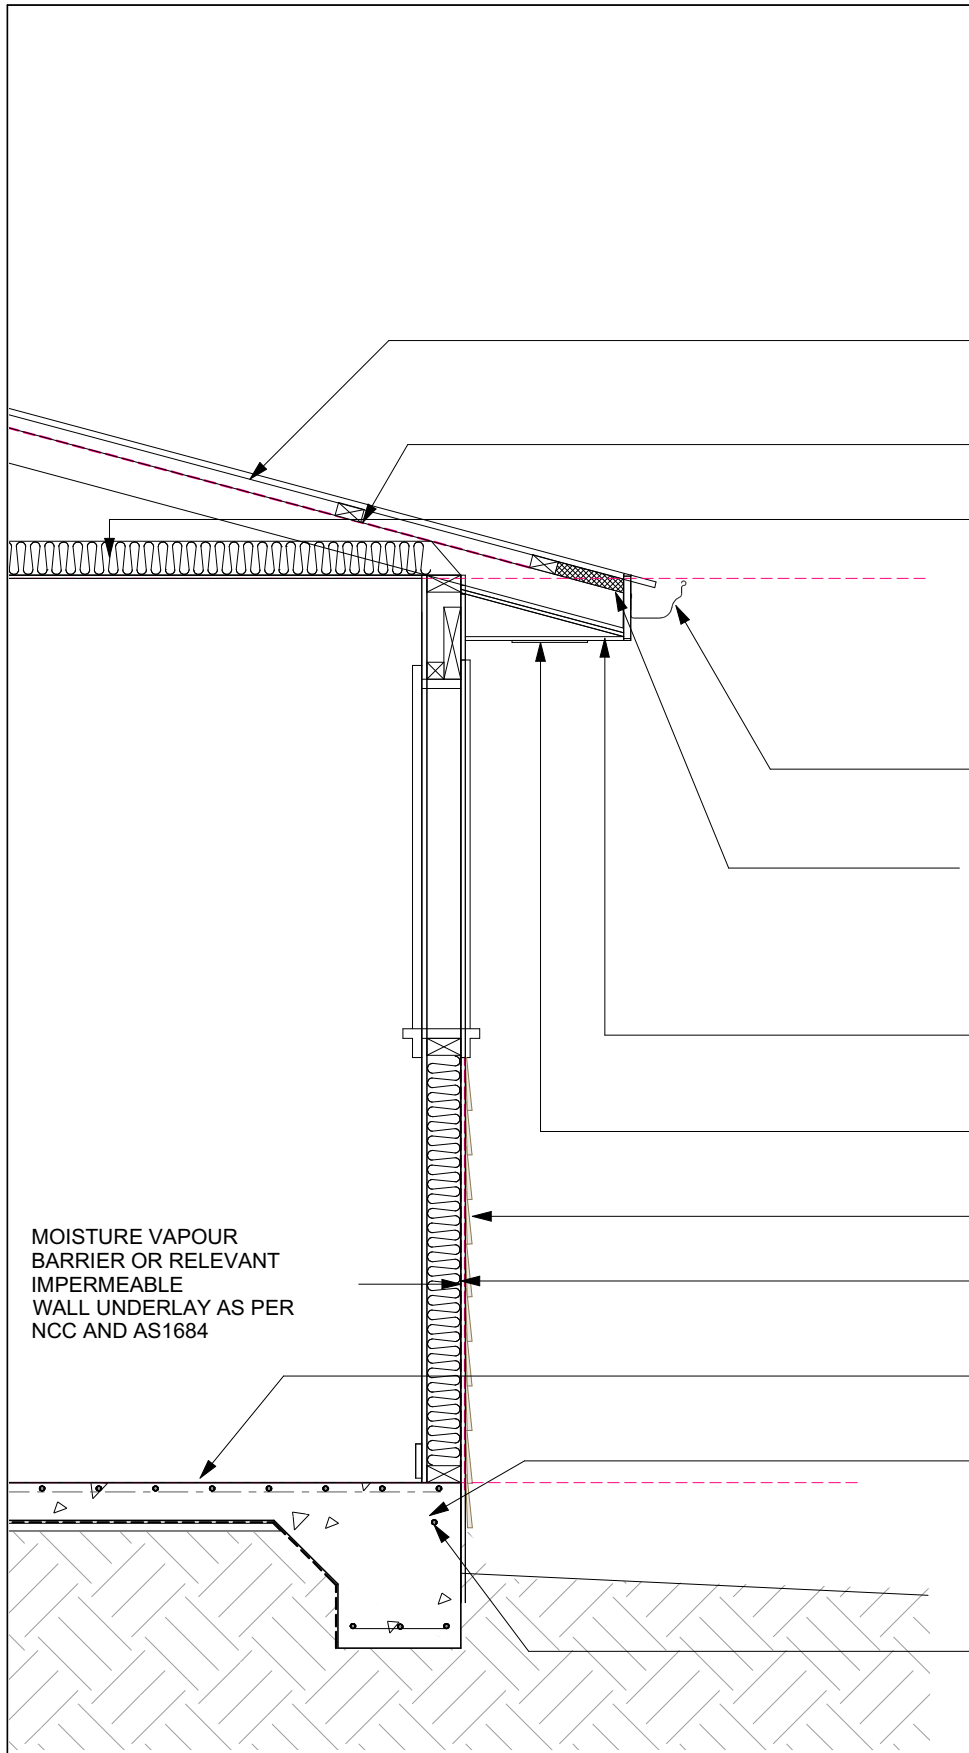 MOISTURE VAPOUR
BARRIER OR RELEVANT
IMPERMEABLE
WALL UNDERLAY AS PER
NCC AND AS1684